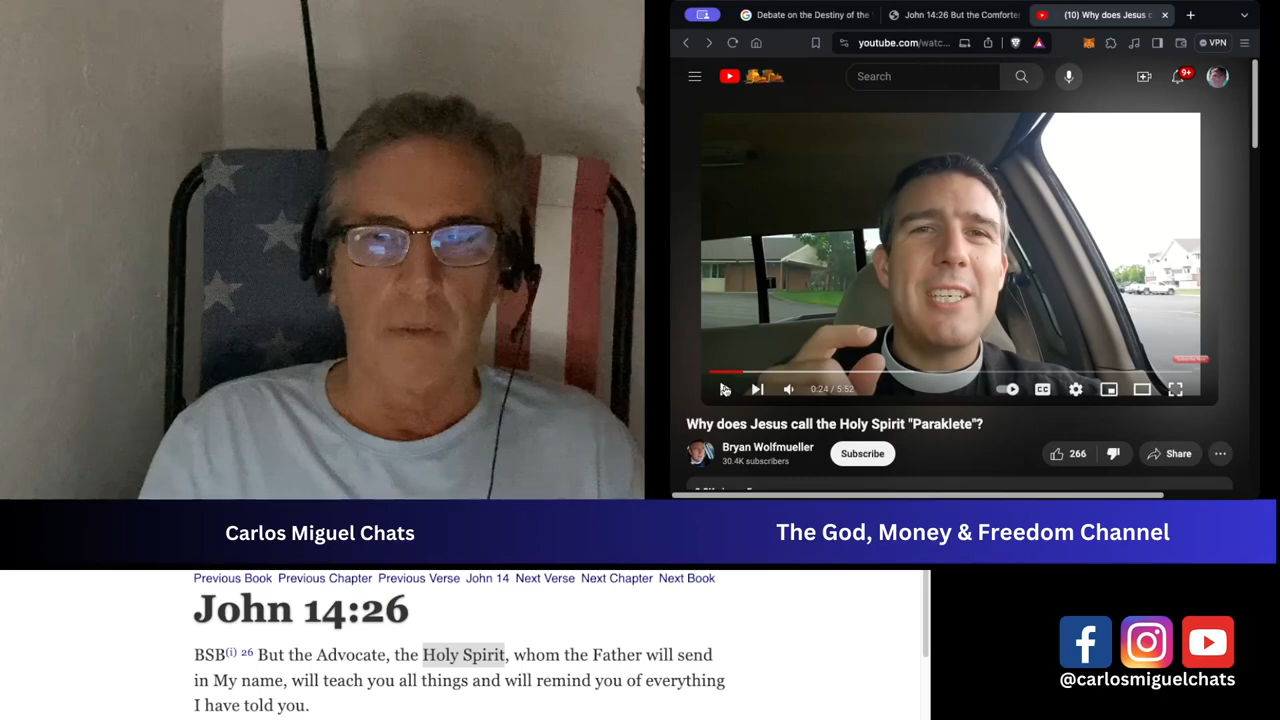 Debate on the Destiny of the
John 14:26 But the Comforter
(10) Why does Jesus c
youtube.com/watc...
VPN
Search
9+
0:24 / 5:52
CC
Why does Jesus call the Holy Spirit "Paraklete"?
Bryan Wolfmueller
30.4K subscribers
Subscribe
266
Share
Carlos Miguel Chats
The God, Money & Freedom Channel
Previous Book Previous Chapter Previous Verse John 14 Next Verse Next Chapter Next Book
John 14:26
BSB(i) 26 But the Advocate, the Holy Spirit, whom the Father will send
in My name, will teach you all things and will remind you of everything
I have told you.
@carlosmiguelchats